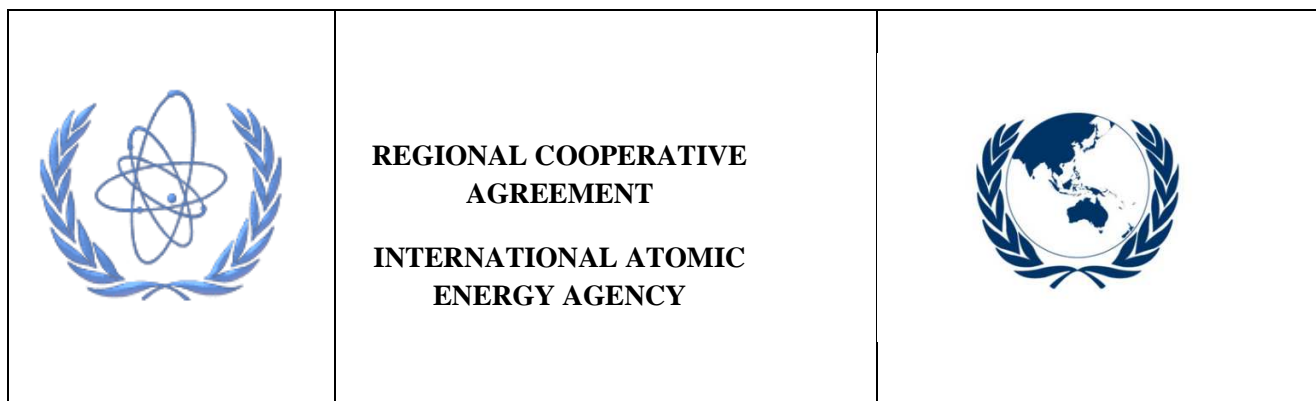 REGIONAL COOPERATIVE
AGREEMENT
INTERNATIONAL ATOMIC
ENERGY AGENCY